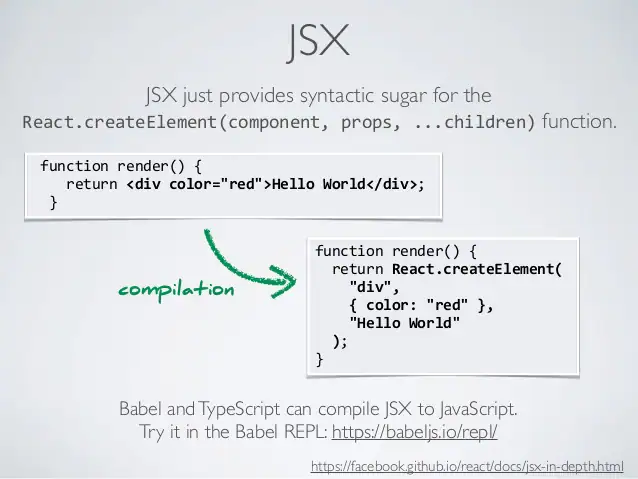 JSX
JSX just provides syntactic sugar for the
React.createElement(component, props, ...children) function.
function render() {
return <div color="red">Hello World</div>;
}
compilation
function render() {
return React.createElement(
"div",
{ color: "red" },
"Hello World"
);
}
Babel and TypeScript can compile JSX to JavaScript.
Try it in the Babel REPL: https://babeljs.io/repl/
https://facebook.github.io/react/docs/jsx-in-depth.html